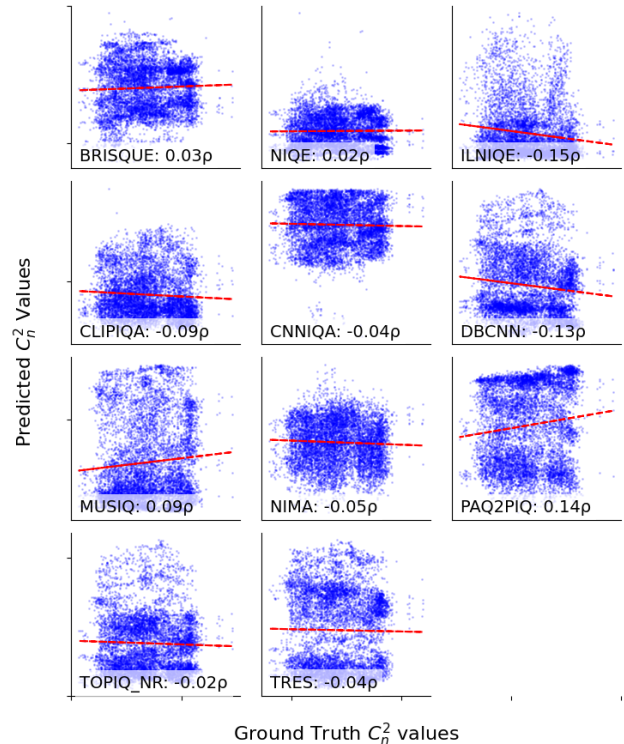 Predicted $C_n^2$ Values
BRISQUE: 0.03ρ
NIQE: 0.02ρ
ILNIQE: -0.15ρ
CLIPIQA: -0.09ρ
CNNIQA: -0.04ρ
DBCNN: -0.13ρ
MUSIQ: 0.09ρ
NIMA: -0.05ρ
PAQ2PIQ: 0.14ρ
TOPIQ_NR: -0.02ρ
TRES: -0.04ρ
Ground Truth $C_n^2$ values